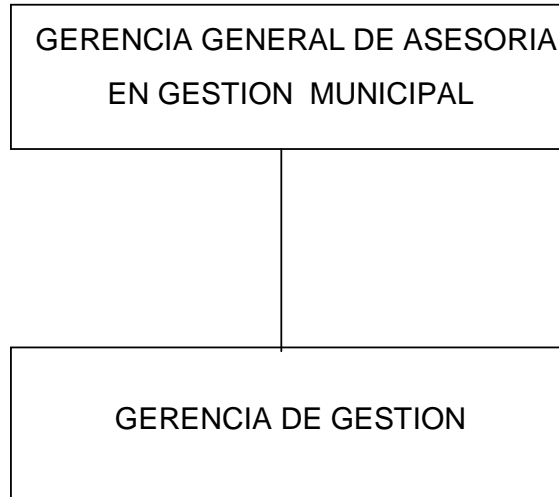 GERENCIA GENERAL DE ASESORIA
EN GESTION MUNICIPAL
GERENCIA DE GESTION